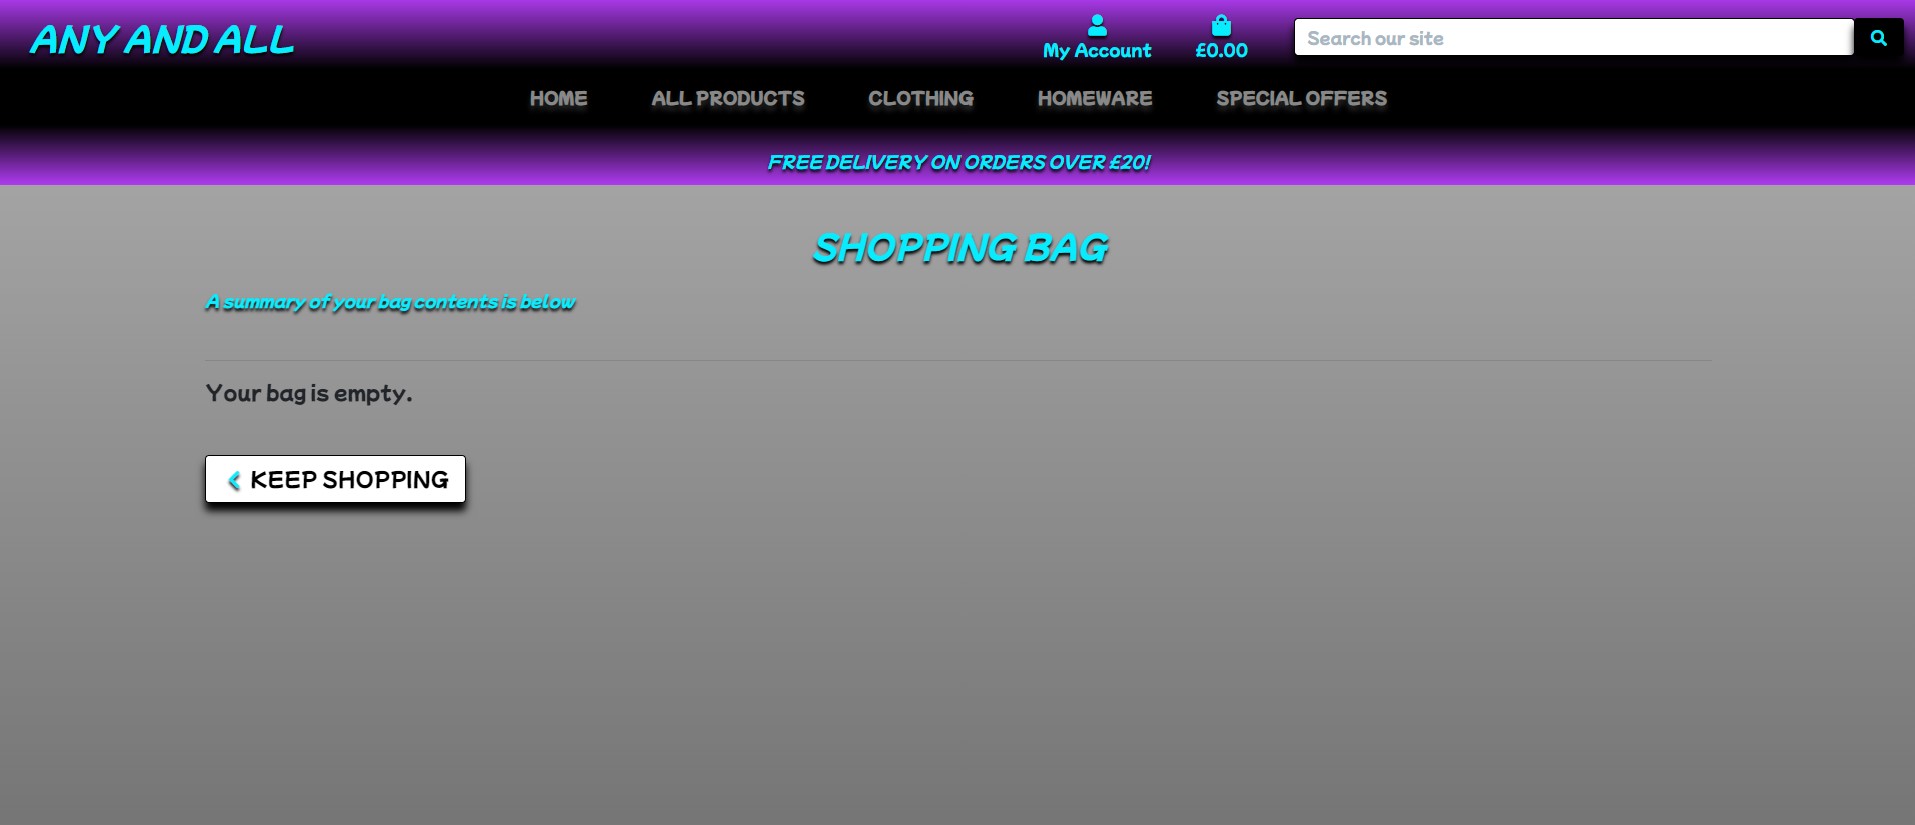 ANY AND ALL
My Account
£0.00
Search our site
HOME ALL PRODUCTS CLOTHING HOMEWARE SPECIAL OFFERS
FREE DELIVERY ON ORDERS OVER £20!
SHOPPING BAG
A summary of your bag contents is below
Your bag is empty.
KEEP SHOPPING